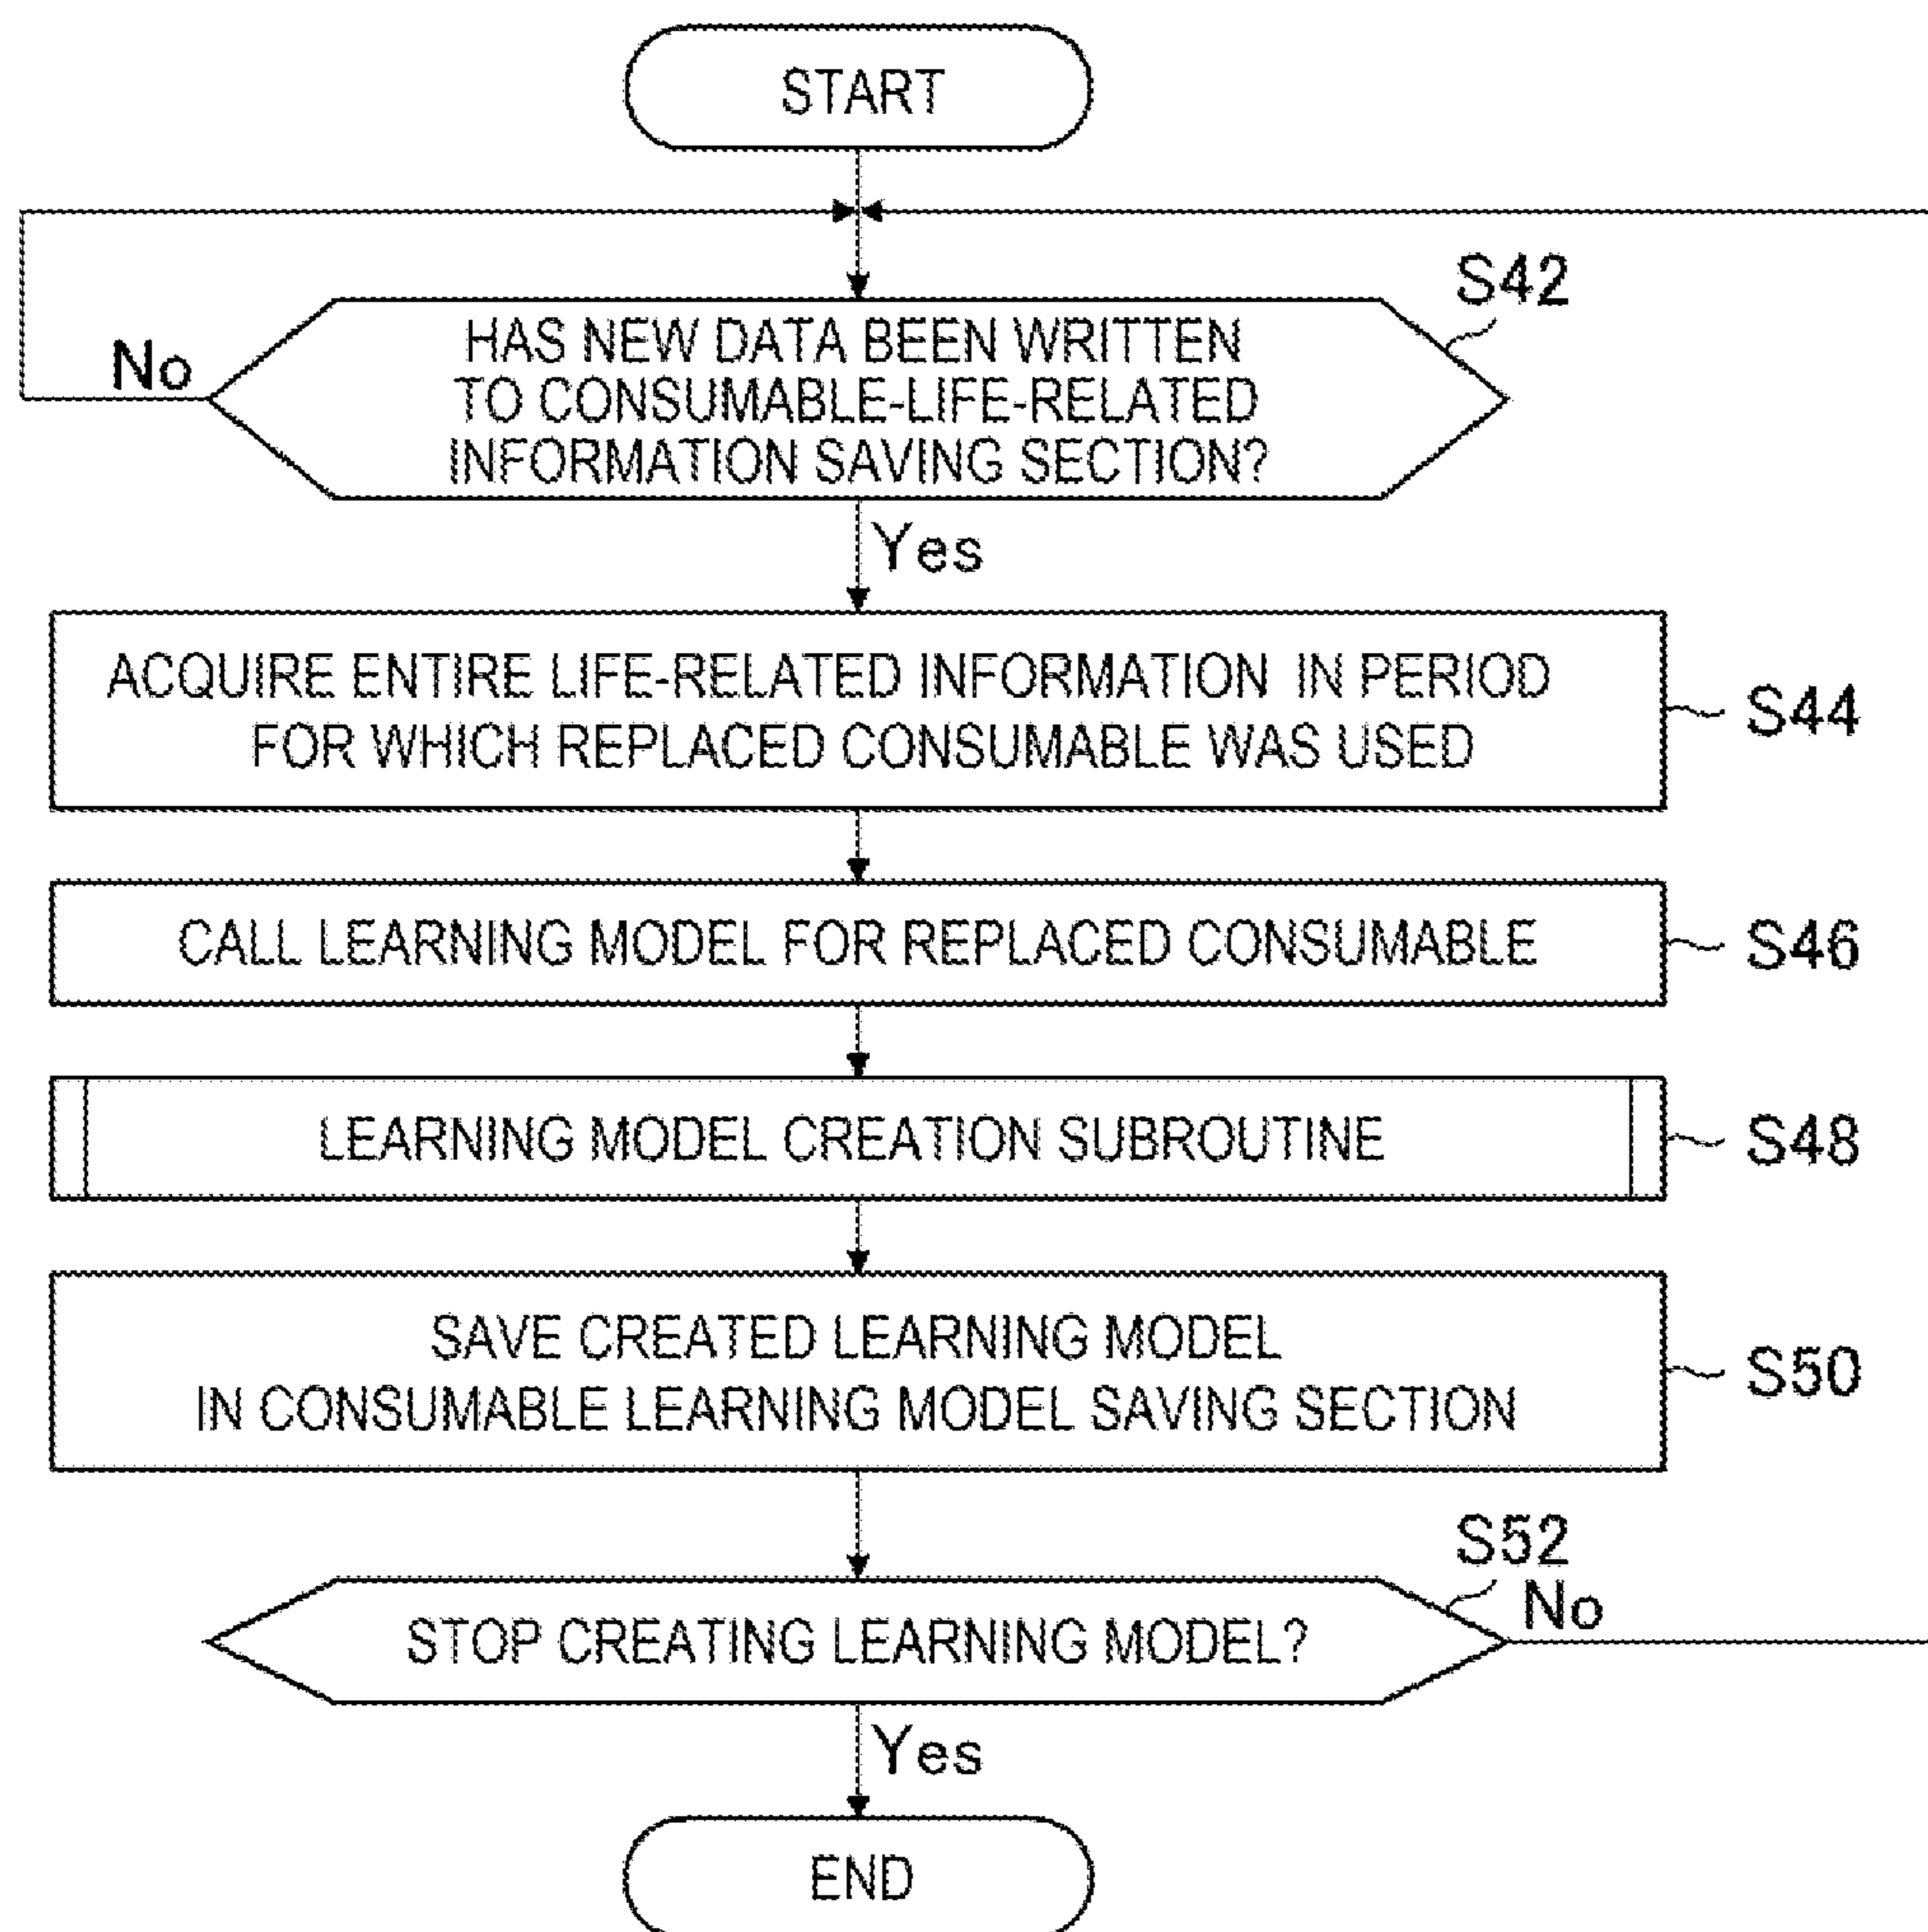 START
S42
No
HAS NEW DATA BEEN WRITTEN
TO CONSUMABLE-LIFE-RELATED
INFORMATION SAVING SECTION?
Yes
ACQUIRE ENTIRE LIFE-RELATED INFORMATION IN PERIOD
FOR WHICH REPLACED CONSUMABLE WAS USED
S44
CALL LEARNING MODEL FOR REPLACED CONSUMABLE
S46
LEARNING MODEL CREATION SUBROUTINE
S48
SAVE CREATED LEARNING MODEL
IN CONSUMABLE LEARNING MODEL SAVING SECTION
S50
S52
No
STOP CREATING LEARNING MODEL?
Yes
END